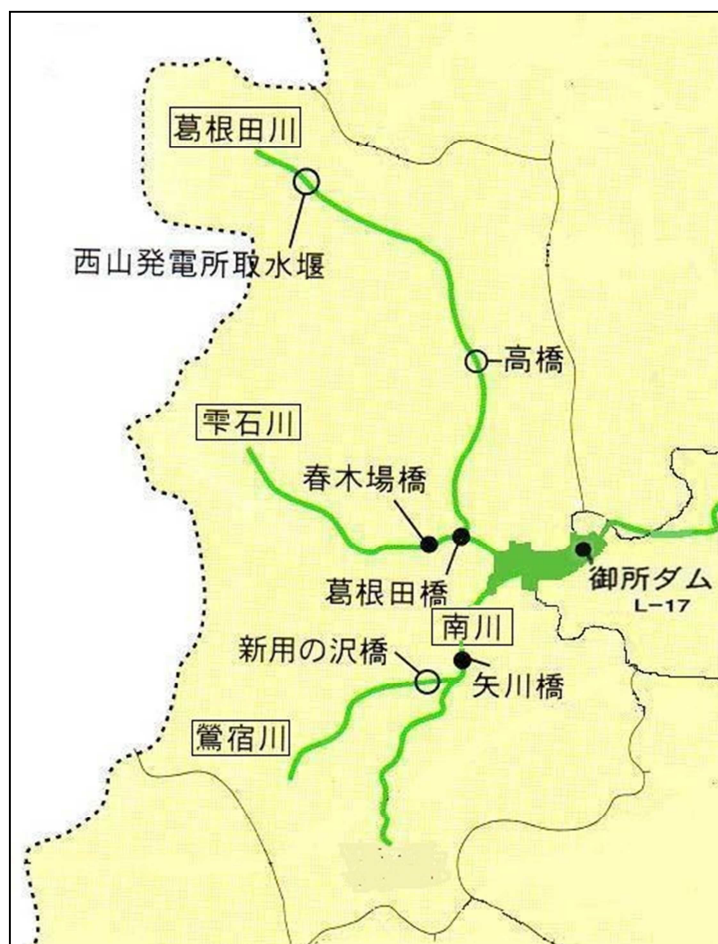 葛根田川
西山発電所取水堰
高橋
雫石川
春木場橋
葛根田橋
御所ダム
L-17
南川
新用の沢橋
矢川橋
鶯宿川